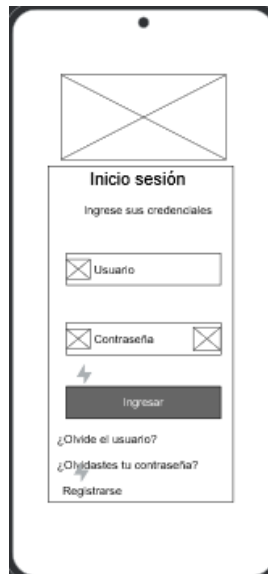 Inicio sesión
Ingrese sus credenciales
Usuario
Contraseña
Ingresar
¿Olvide el usuario?
¿Olvidastes tu contraseña?
Registrarse